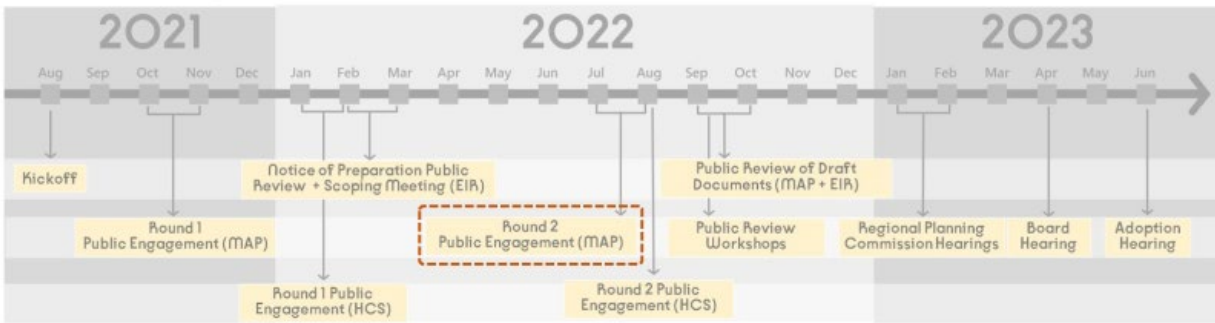 2021 2022 2023
Aug Sep Oct Nov Dec Jan Feb Mar Apr May Jun Jul Aug Sep Oct Nov Dec Jan Feb Mar Apr May Jun
Kickoff
Notice of Preparation Public
Review + Scoping Meeting (EIR)
Public Review of Draft
Documents (MAP + EIR)
Round 1
Public Engagement (MAP)
Round 2
Public Engagement (MAP)
Public Review
Workshops
Regional Planning
Commission Hearings
Board
Hearing
Adoption
Hearing
Round 1 Public
Engagement (HCS)
Round 2 Public
Engagement (HCS)